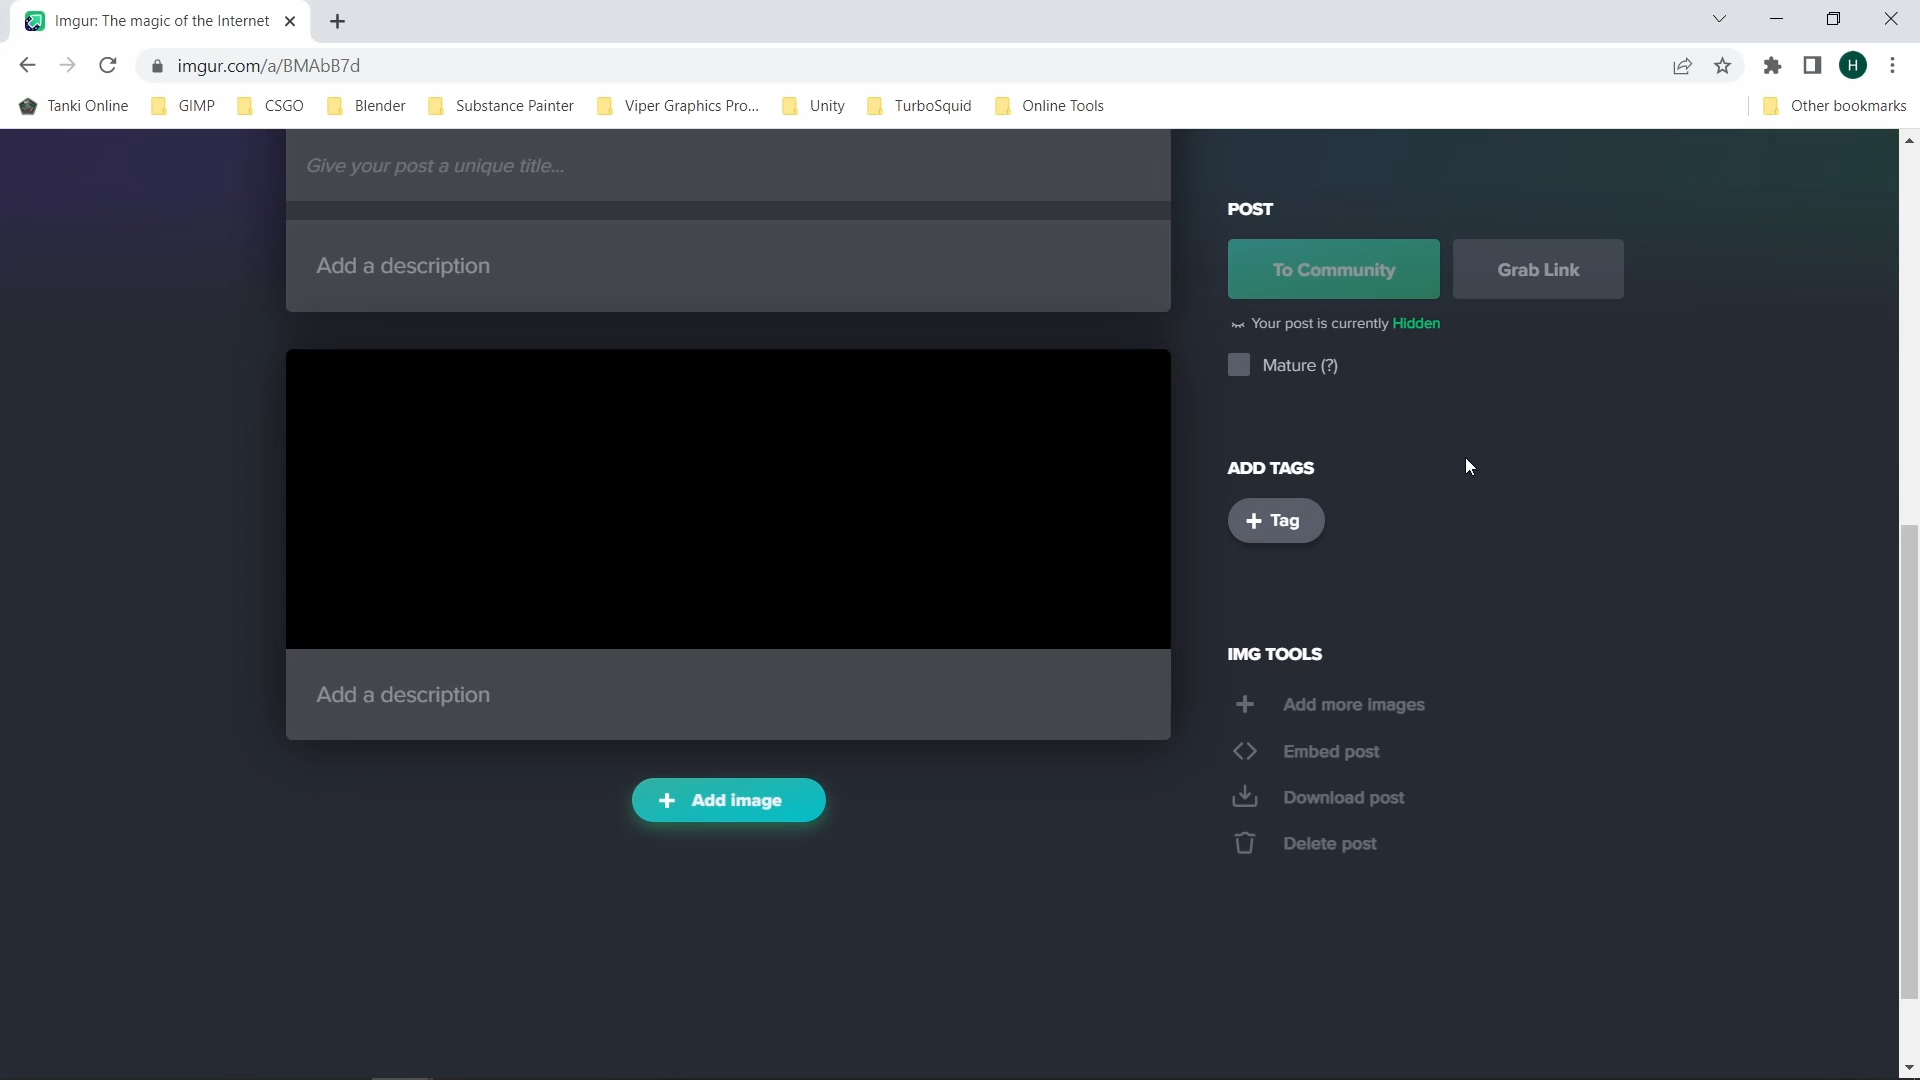 Imgur: The magic of the Internet
imgur.com/a/BMAbB7d
H
Tanki Online GIMP CSGO Blender Substance Painter Viper Graphics Pro... Unity TurboSquid Online Tools Other bookmarks
Give your post a unique title...
Add a description
POST
To Community Grab Link
Your post is currently Hidden
Mature (?)
ADD TAGS
+ Tag
Add a description
+ Add image
IMG TOOLS
+ Add more images
Embed post
Download post
Delete post